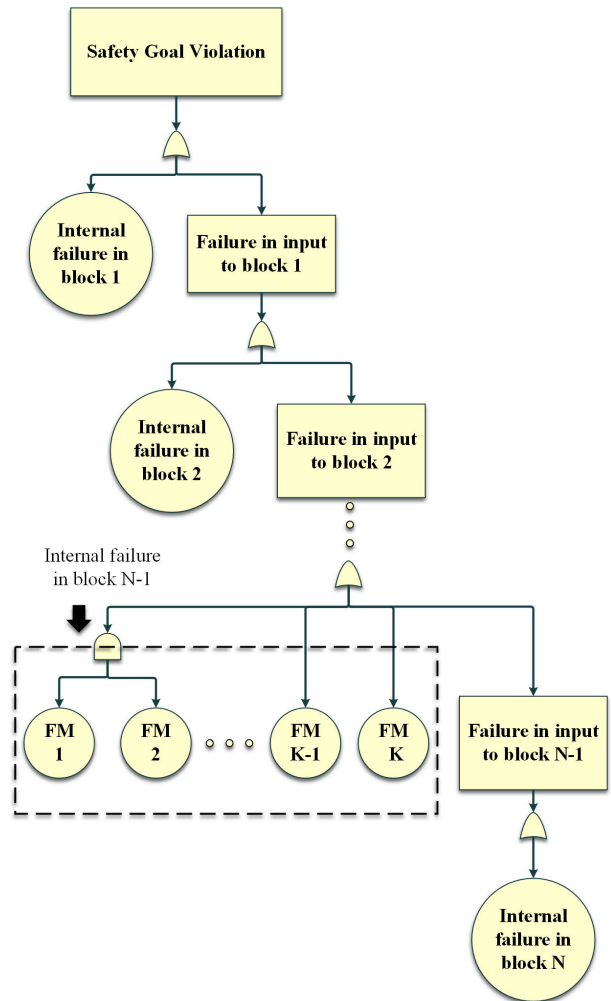 Safety Goal Violation
Internal
failure in
block 1
Failure in input
to block 1
Internal
failure in
block 2
Failure in input
to block 2
Internal failure
in block N-1
FM
1
FM
2
FM
K-1
FM
K
Failure in input
to block N-1
Internal
failure in
block N